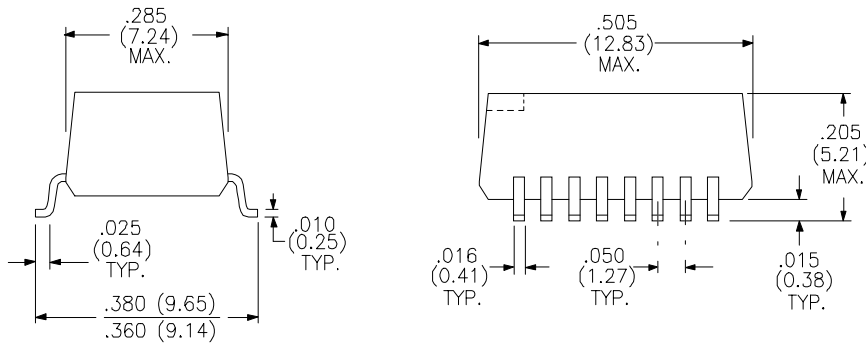 .285
(7.24)
MAX.
.505
(12.83)
MAX.
.205
(5.21)
MAX.
.025
(0.64)
TYP.
.010
(0.25)
TYP.
.016
(0.41)
TYP.
.050
(1.27)
TYP.
.015
(0.38)
TYP.
.380 (9.65)
.360 (9.14)